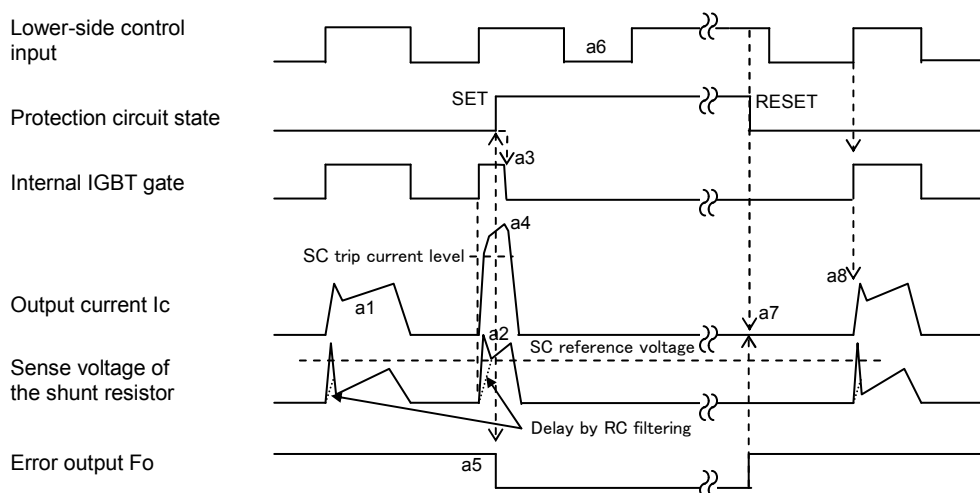 Lower-side control
input
a6
SET
RESET
Protection circuit state
a3
Internal IGBT gate
a4
SC trip current level
a8
Output current Ic
a1
a7
a2
SC reference voltage
Sense voltage of
the shunt resistor
Delay by RC filtering
Error output Fo
a5